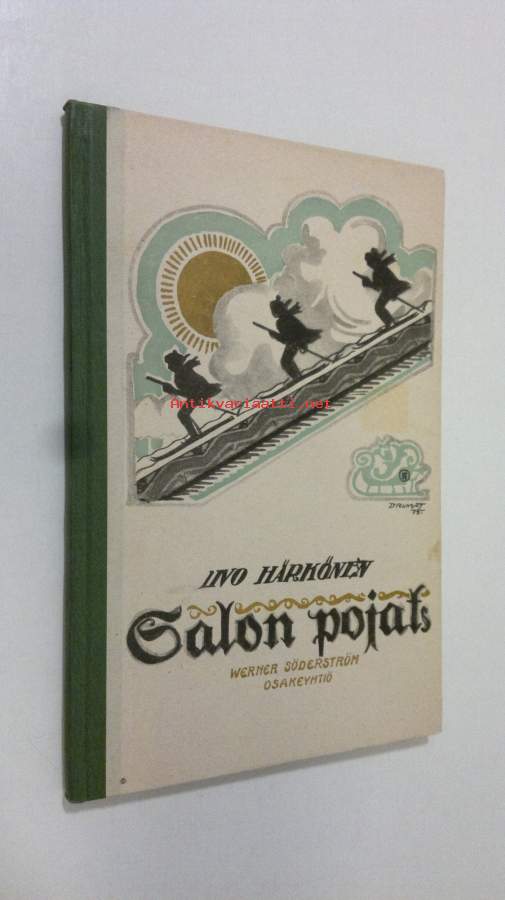 Antikvariaatti.net
IIVO HÄRKÖNEN
Salon pojat
WERNER SÖDERSTRÖM
OSAKEYHTIÖ